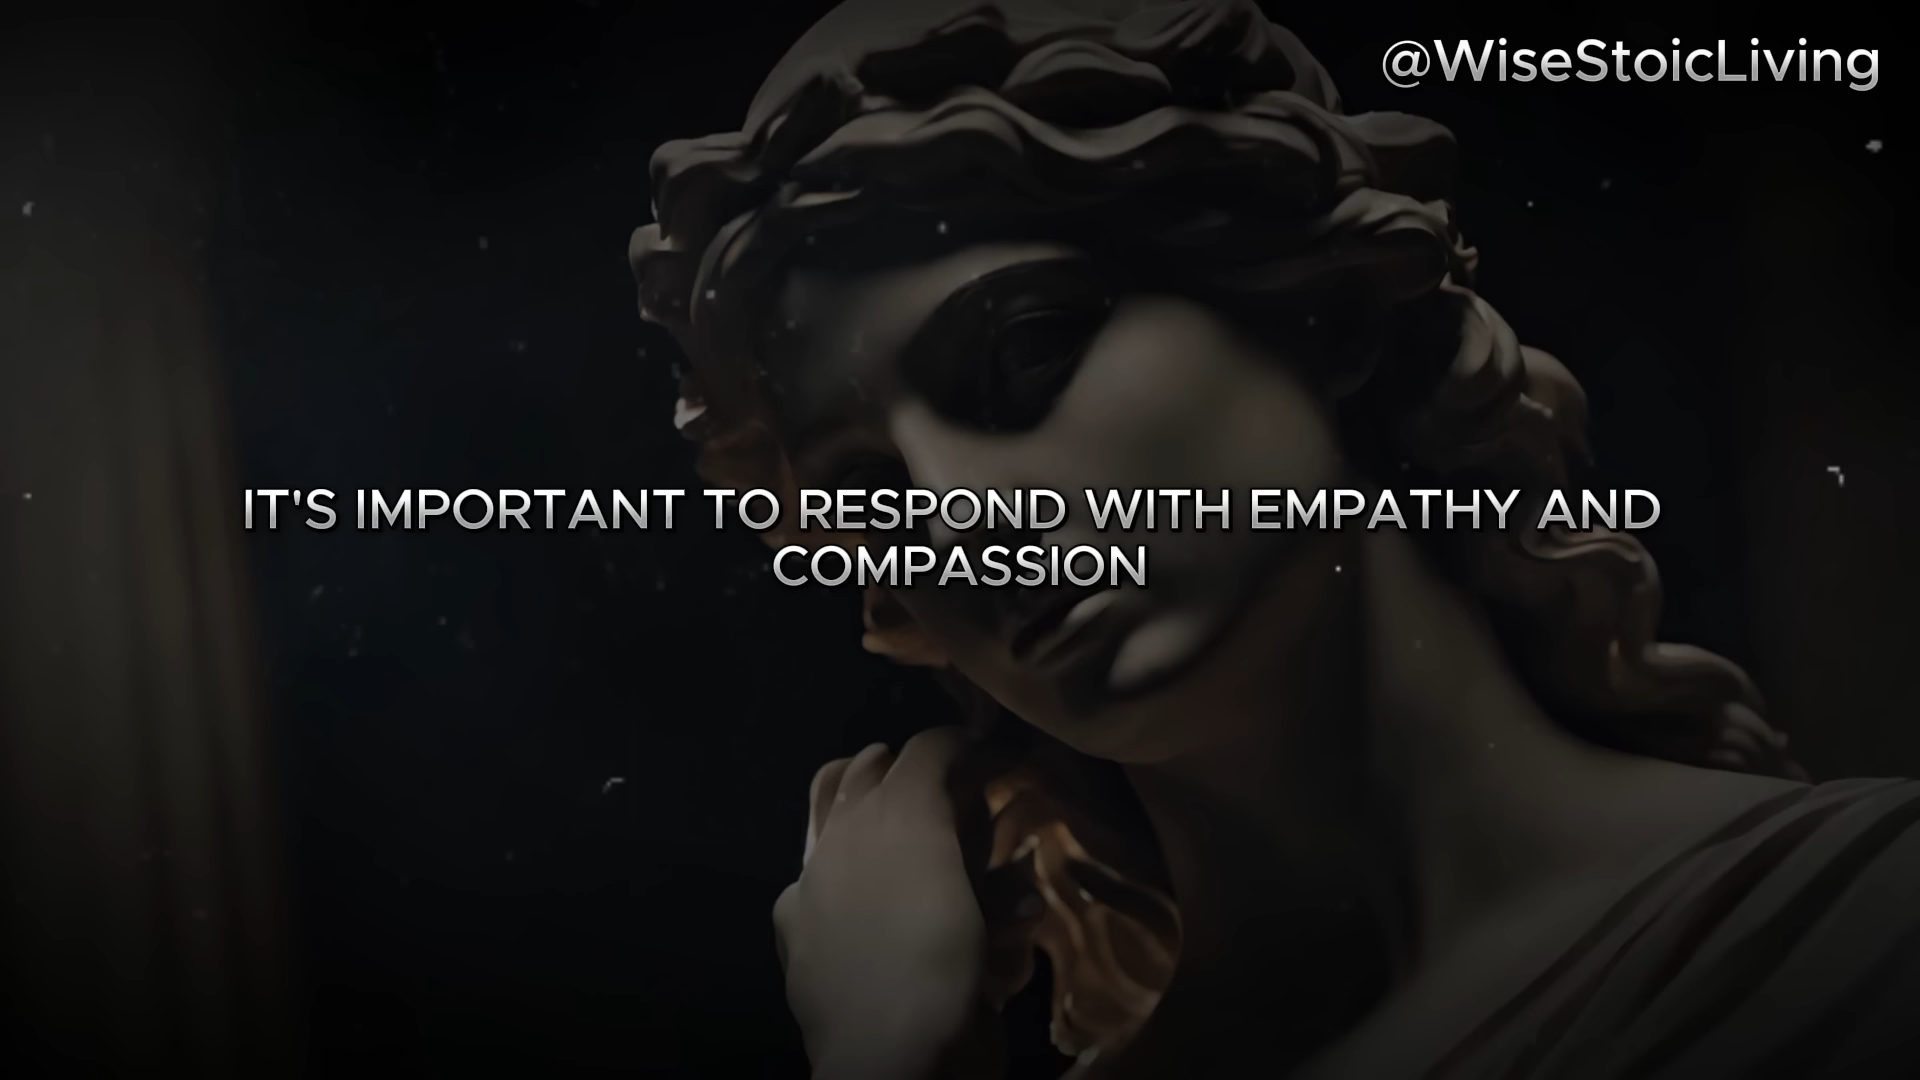 @WiseStoicLiving
IT'S IMPORTANT TO RESPOND WITH EMPATHY AND
COMPASSION